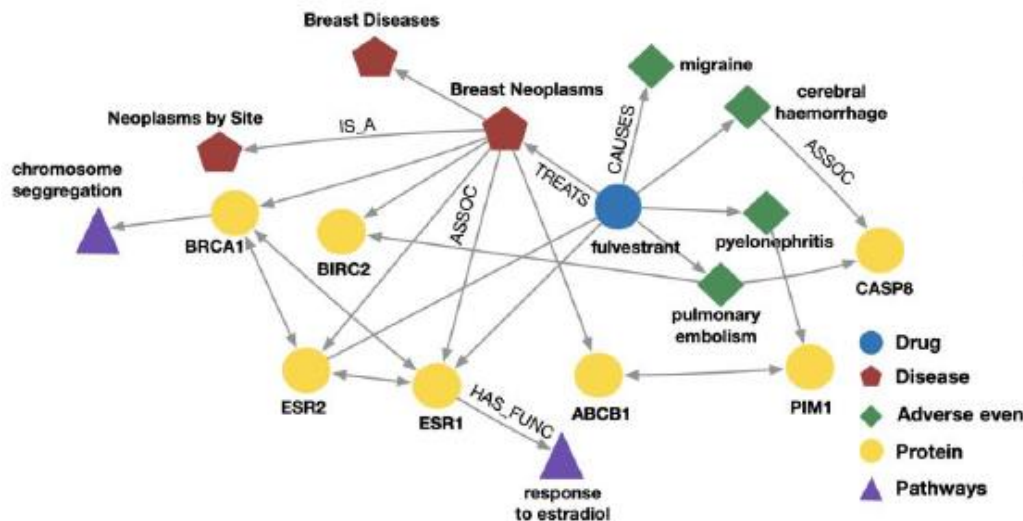 Breast Diseases
migraine
Breast Neoplasms
cerebral
haemorrhage
Neoplasms by Site
IS_A
CAUSES
ASSOC
chromosome
seggregation
TREATS
ASSOC
BRCA1
BIRC2
fulvestrant
pyelonephritis
CASP8
pulmonary
embolism
ESR2
ESR1
HAS_FUNC
ABCB1
PIM1
response
to estradiol
Drug
Disease
Adverse even
Protein
Pathways